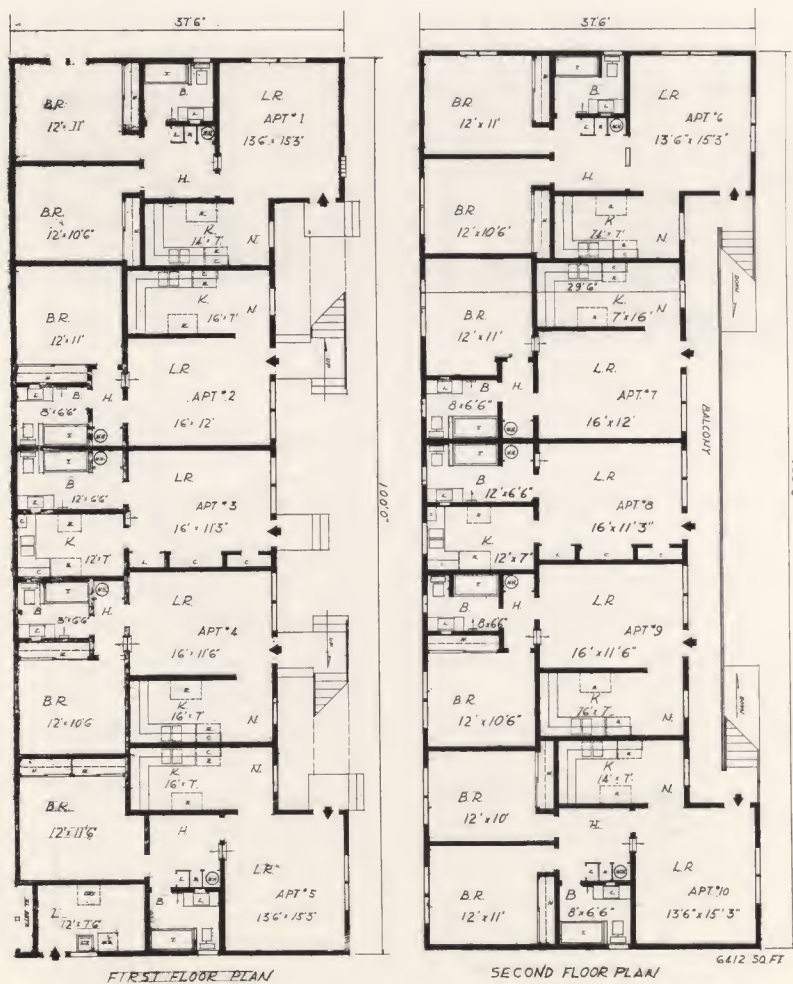 37'6"
B.R.
12' x 11'
B.
L.R.
APT #1
13'6" x 15'3"
H.
B.R.
12' x 10'6"
K.
14' x 7'
N.
K.
16' x 7'
N.
B.R.
12' x 11'
L.R.
APT #2
16' x 12'
UP
B.
8' x 6'6"
H.
T
B
12' x 6'6"
L.R.
APT #3
16' x 11'3"
K.
12' x 7'
L.
C.
C.
B
8' x 6'6"
H.
L.R.
APT #4
16' x 11'6"
UP
B.R.
12' x 10'6
K.
16' x 7'
N.
K.
16' x 7'
N.
B.R.
12' x 11'6"
H
L.R.
APT #5
13'6" x 15'3"
12' x 7'6"
B
100'0"
FIRST FLOOR PLAN
37'6"
B.R.
12' x 11'
B.
L.R.
APT #6
13'6" x 15'3"
H.
B.R.
12' x 10'6"
K
14' x 7'
N.
DOWN
29'6"
K.
7' x 16'
N
B.R.
12' x 11'
L.R.
APT. #7
16' x 12'
B
8 x 6'6"
H.
BALCONY
B
12' x 6'6"
L.R
APT #8
16' x 11'3"
K
12' x 7'
L
C.
C.
B.
8 x 6'6
H.
L.R
APT #9
16' x 11'6"
DOWN
B.R.
12' x 10'6"
K.
16' x 7'
N.
K
14' x 7'
N.
B.R
12' x 10'
H.
L.R
APT. #10
13'6" x 15'3"
12' x 11'
B
8' x 6'6"
6412 SQ.FT
SECOND FLOOR PLAN